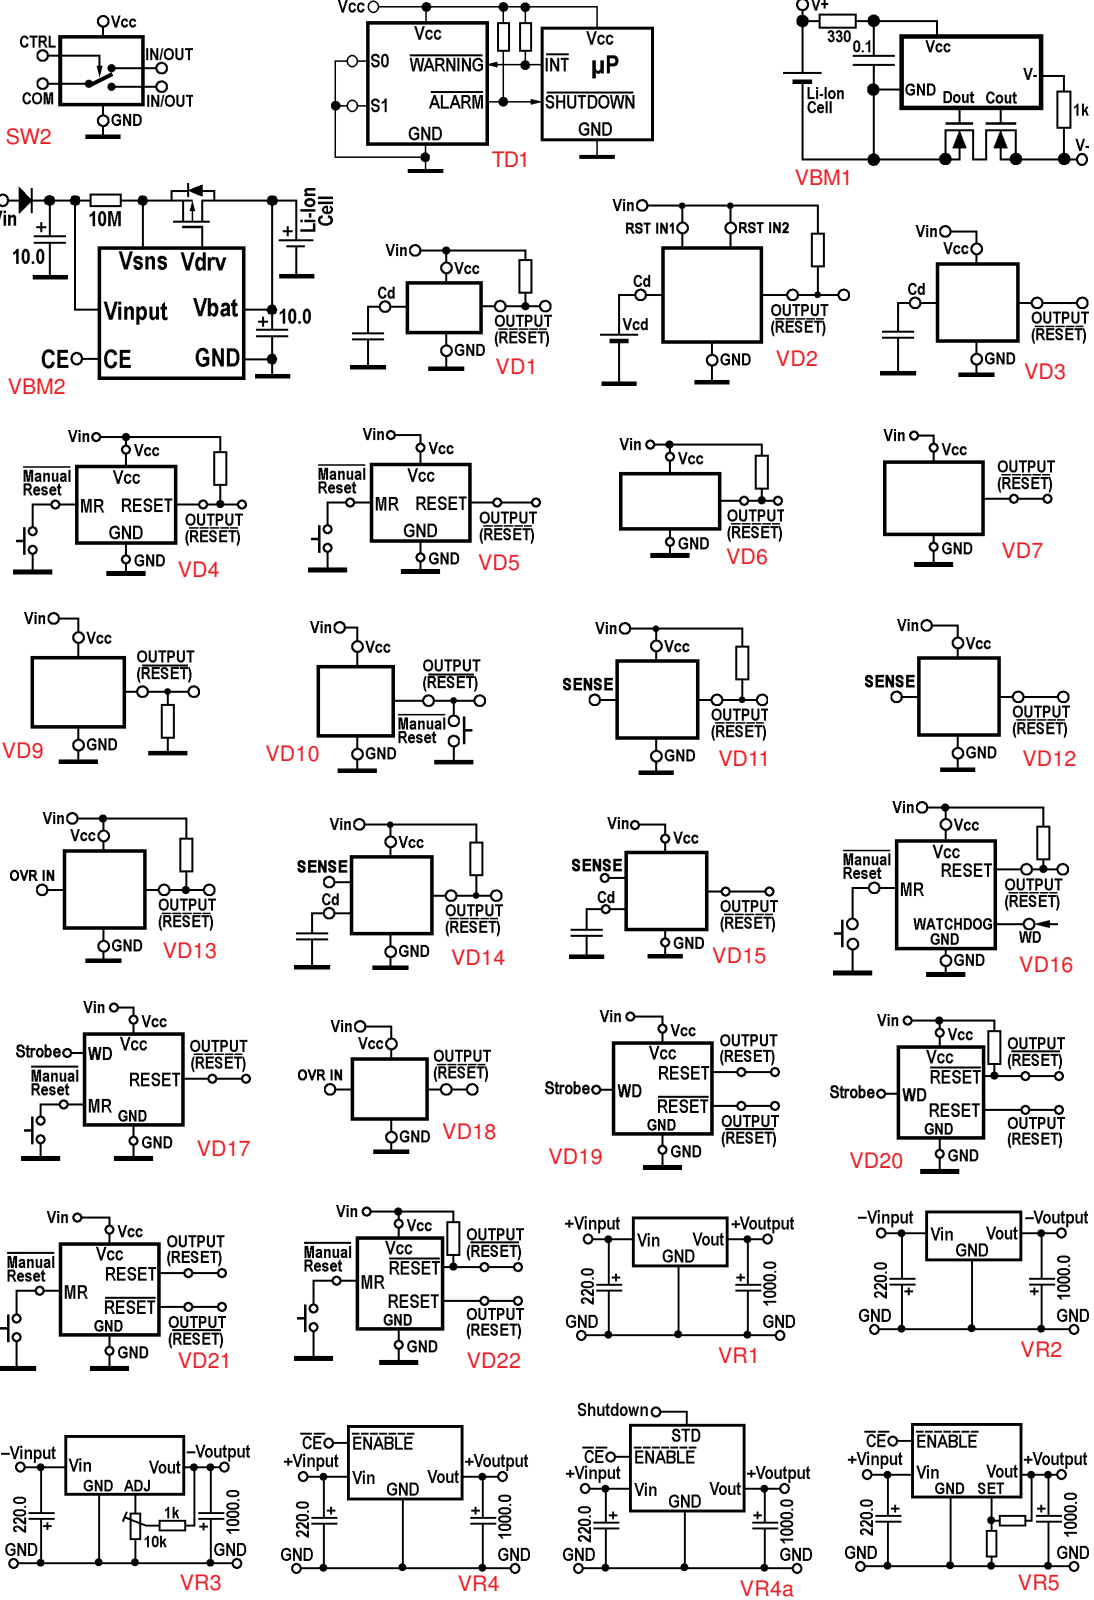 Vcc
CTRL
IN/OUT
COM
IN/OUT
GND
SW2
Vcc
Vcc
Vcc
S0
WARNING
INT
µP
S1
ALARM
SHUTDOWN
GND
GND
TD1
V+
330
0.1
Vcc
V-
GND
Li-Ion
Cell
Dout
Cout
1k
V-
VBM1
Vin
10M
Li-Ion
Cell
10.0
Vsns
Vdrv
Vinput
Vbat
10.0
CE
CE
GND
VBM2
Vin
Vcc
Cd
OUTPUT
(RESET)
GND
VD1
Vin
RST IN1
RST IN2
Cd
Vcd
OUTPUT
(RESET)
GND
VD2
Vin
Vcc
Cd
OUTPUT
(RESET)
GND
VD3
Vin
Vcc
Manual
Reset
Vcc
MR
RESET
GND
OUTPUT
(RESET)
GND
VD4
Vin
Vcc
Manual
Reset
Vcc
MR
RESET
GND
OUTPUT
(RESET)
GND
VD5
Vin
Vcc
OUTPUT
(RESET)
GND
VD6
Vin
Vcc
OUTPUT
(RESET)
GND
VD7
Vin
Vcc
OUTPUT
(RESET)
GND
VD9
Vin
Vcc
OUTPUT
(RESET)
Manual
Reset
GND
VD10
Vin
Vcc
SENSE
OUTPUT
(RESET)
GND
VD11
Vin
Vcc
SENSE
OUTPUT
(RESET)
GND
VD12
Vin
Vcc
OVR IN
OUTPUT
(RESET)
GND
VD13
Vin
Vcc
SENSE
Cd
OUTPUT
(RESET)
GND
VD14
Vin
Vcc
SENSE
Cd
OUTPUT
(RESET)
GND
VD15
Vin
Vcc
Manual
Reset
Vcc
RESET
MR
OUTPUT
(RESET)
WATCHDOG
GND
WD
GND
VD16
Vin
Vcc
Strobe
WD
Vcc
OUTPUT
(RESET)
Manual
Reset
RESET
MR
GND
GND
VD17
Vin
Vcc
OVR IN
OUTPUT
(RESET)
GND
VD18
Vin
Vcc
Vcc
OUTPUT
(RESET)
RESET
Strobe
WD
RESET
GND
OUTPUT
(RESET)
GND
VD19
Vin
Vcc
Vcc
OUTPUT
(RESET)
RESET
Strobe
WD
RESET
GND
OUTPUT
(RESET)
GND
VD20
Vin
Vcc
Manual
Reset
Vcc
OUTPUT
(RESET)
RESET
MR
RESET
GND
OUTPUT
(RESET)
GND
VD21
Vin
Vcc
Manual
Reset
Vcc
OUTPUT
(RESET)
RESET
MR
RESET
GND
OUTPUT
(RESET)
GND
VD22
+Vinput
+Voutput
Vin
Vout
GND
220.0
1000.0
GND
GND
VR1
–Vinput
–Voutput
Vin
Vout
GND
220.0
1000.0
GND
GND
VR2
–Vinput
–Voutput
Vin
Vout
GND
ADJ
220.0
1k
10k
1000.0
GND
GND
VR3
CE
ENABLE
+Vinput
+Voutput
Vin
Vout
GND
220.0
1000.0
GND
GND
VR4
Shutdown
STD
CE
ENABLE
+Vinput
+Voutput
Vin
Vout
GND
220.0
1000.0
GND
GND
VR4a
CE
ENABLE
+Vinput
+Voutput
Vin
Vout
GND
SET
220.0
1000.0
GND
GND
VR5